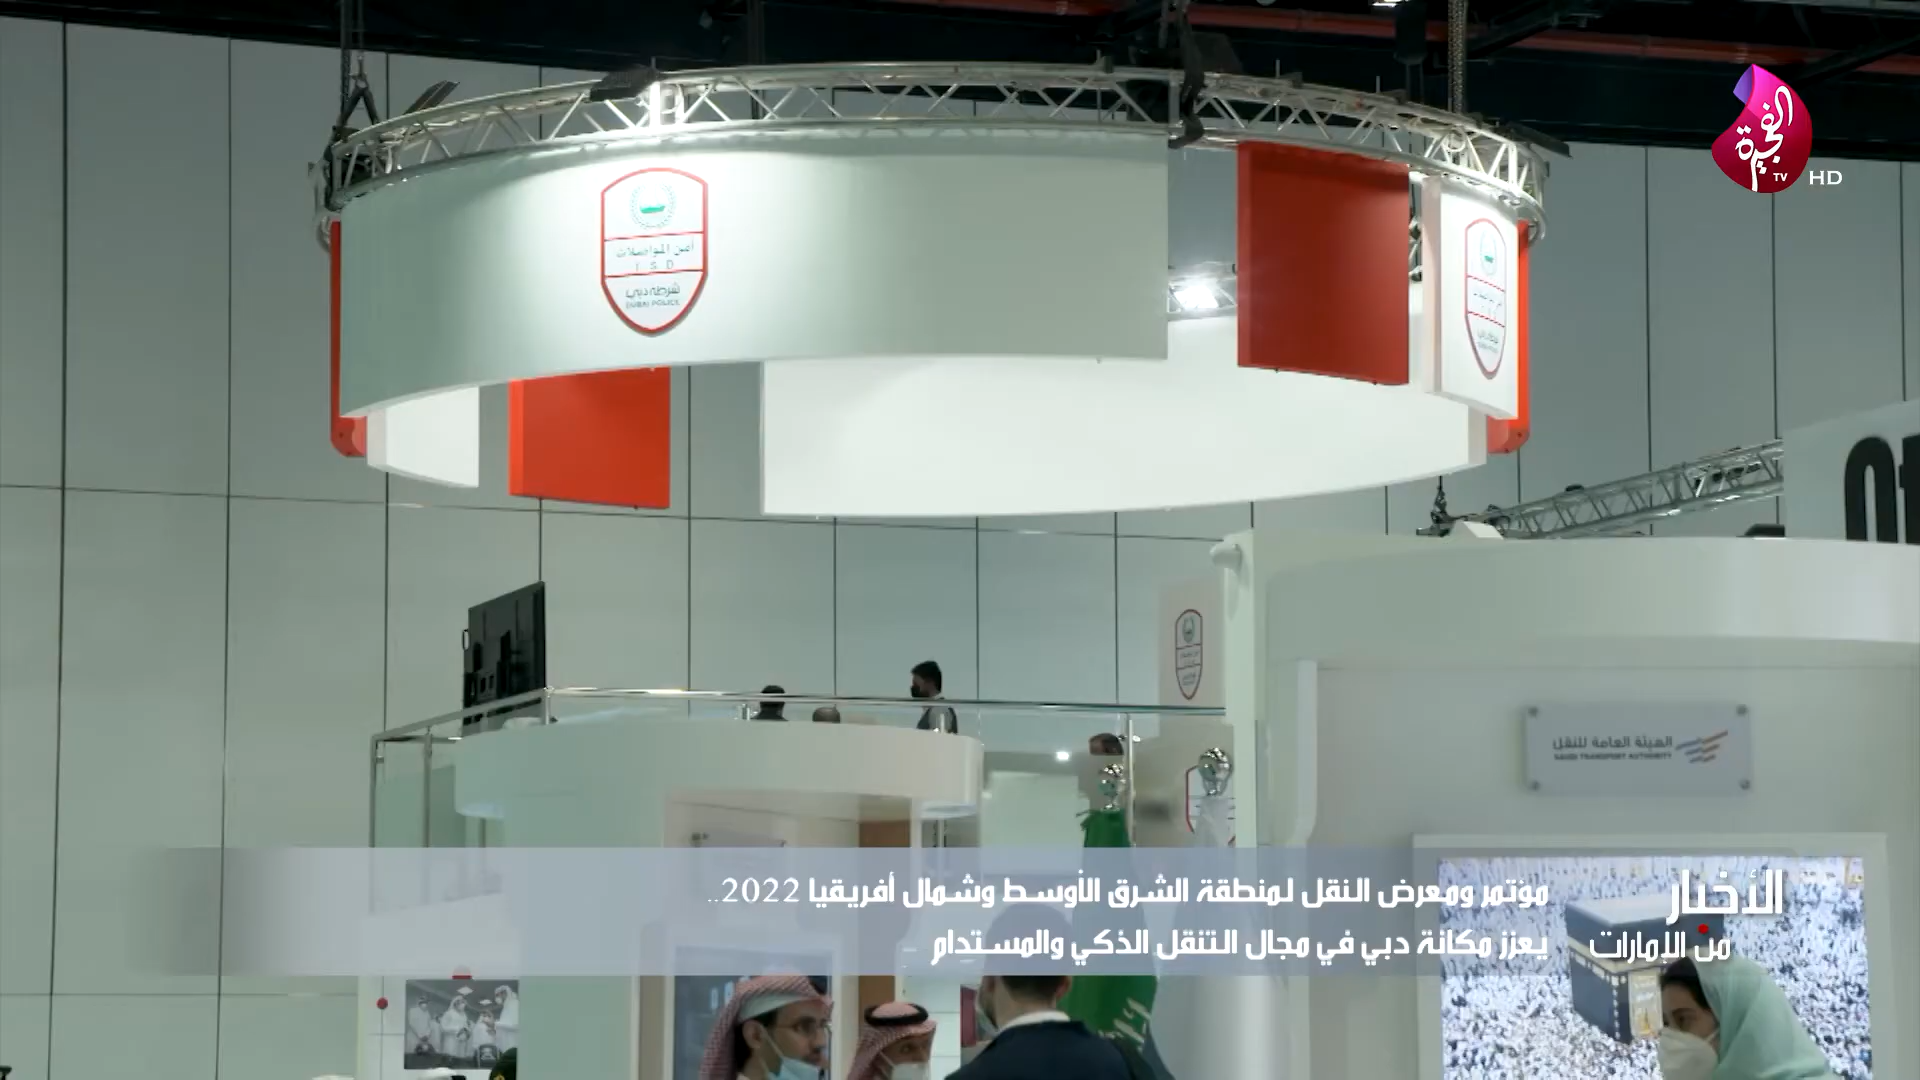 الفجيرة
TV HD
أمن المواصلات
T S D
شرطة دبي
DUBAI POLICE
الهيئة العامة للنقل
SAUDI TRANSPORT AUTHORITY
الأخبار
من الإمارات
مؤتمر ومعرض النقل لمنطقة الشرق الأوسط وشمال أفريقيا 2022..
يعزز مكانة دبي في مجال التنقل الذكي والمستدام